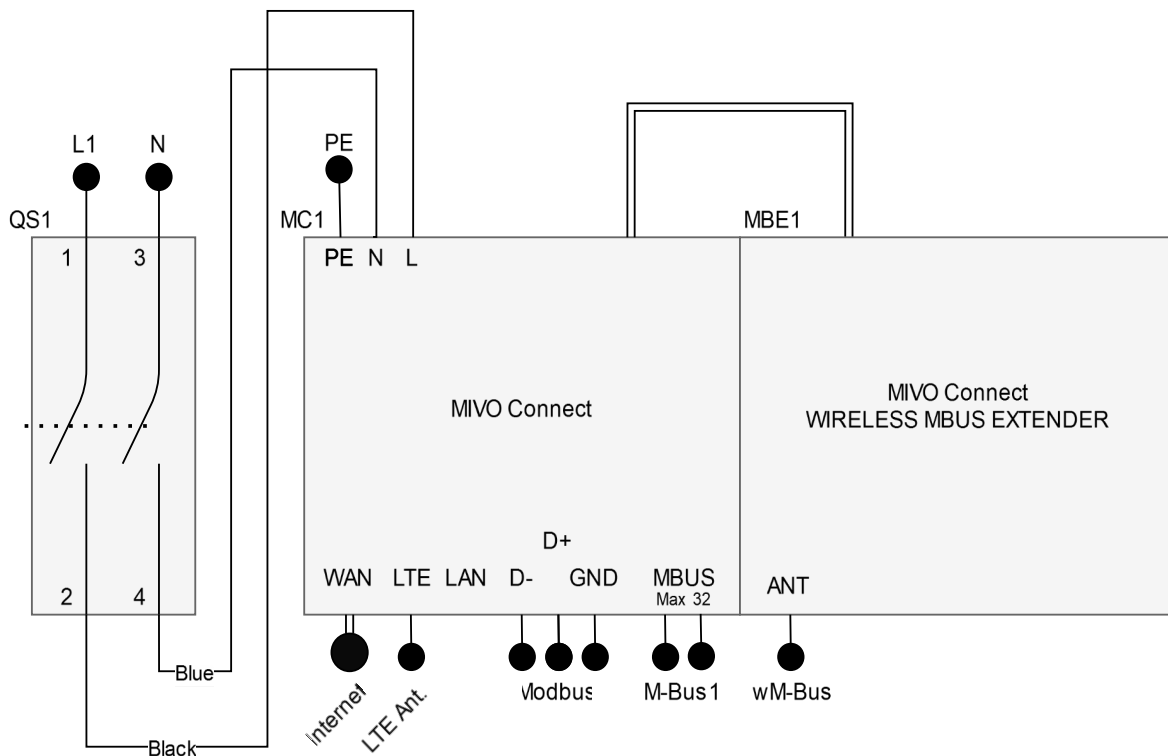 L1
N
PE
QS1
MC1
MBE1
1
3
PE
N
L
MIVO Connect
MIVO Connect
WIRELESS MBUS EXTENDER
D+
WAN
LTE
LAN
D-
GND
MBUS
Max 32
ANT
2
4
Blue
Internet
LTE Ant.
Modbus
M-Bus 1
wM-Bus
Black